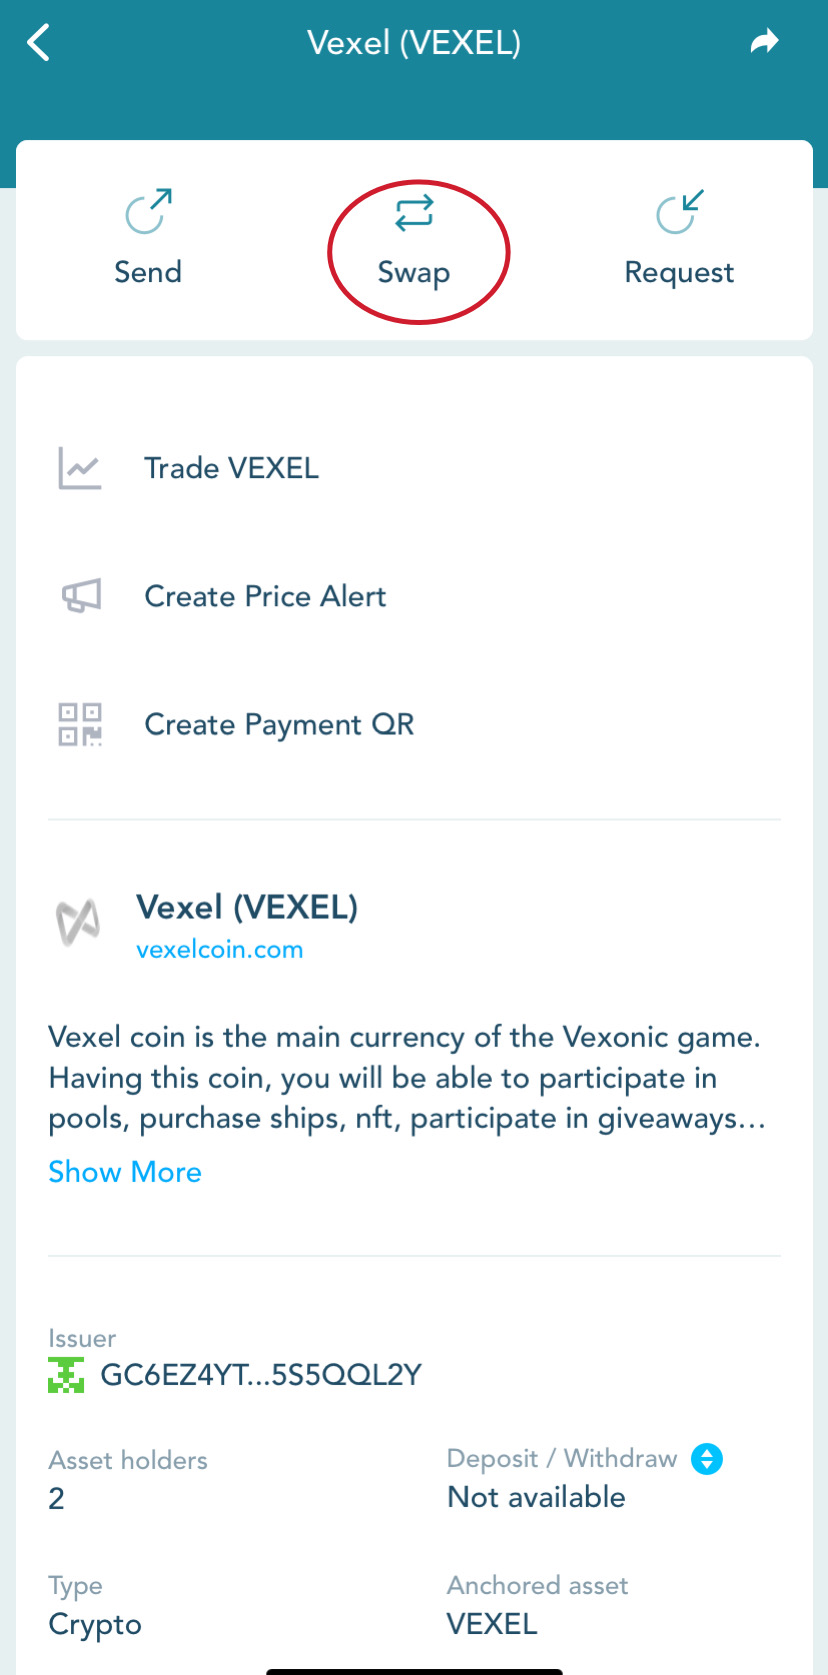 Vexel (VEXEL)
Send
Swap
Request
Trade VEXEL
Create Price Alert
Create Payment QR
Vexel (VEXEL)
vexelcoin.com
Vexel coin is the main currency of the Vexonic game.
Having this coin, you will be able to participate in
pools, purchase ships, nft, participate in giveaways...
Show More
Issuer
GC6EZ4YT...5S5QQL2Y
Asset holders
2
Deposit / Withdraw
Not available
Type
Crypto
Anchored asset
VEXEL